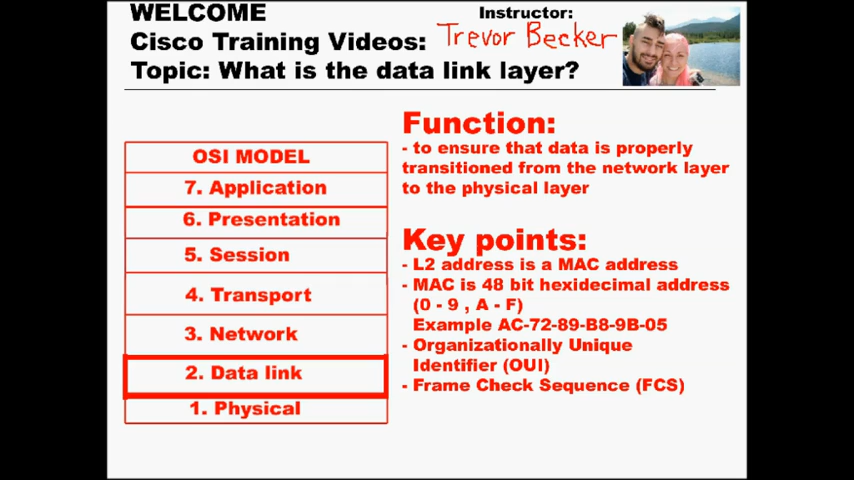 WELCOME
Instructor:
Cisco Training Videos: Trevor Becker
Topic: What is the data link layer?
OSI MODEL
7. Application
6. Presentation
5. Session
4. Transport
3. Network
2. Data link
1. Physical
Function:
- to ensure that data is properly
transitioned from the network layer
to the physical layer
Key points:
- L2 address is a MAC address
- MAC is 48 bit hexidecimal address
(0 - 9 , A - F)
Example AC-72-89-B8-9B-05
- Organizationally Unique
Identifier (OUI)
- Frame Check Sequence (FCS)